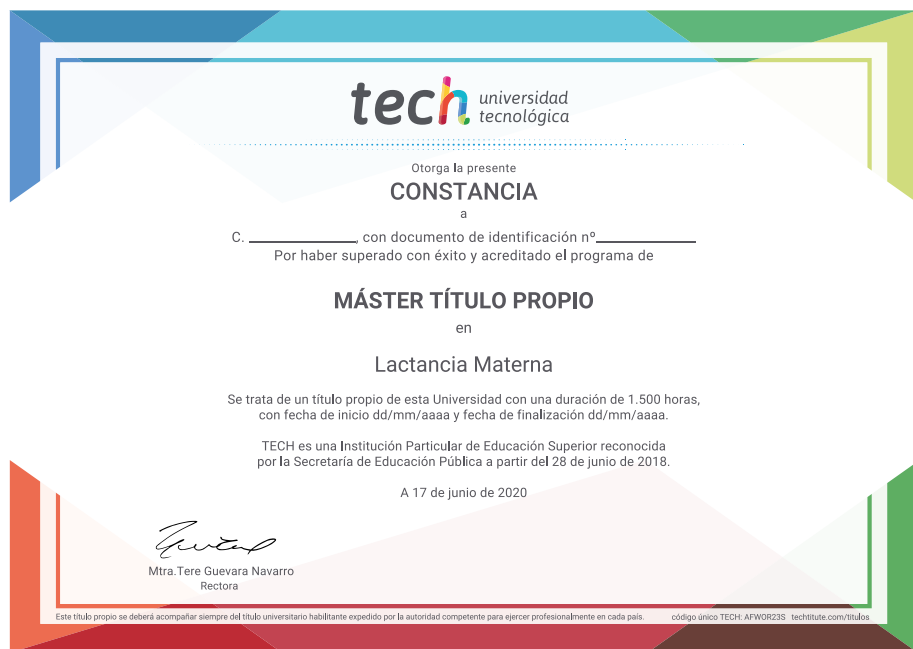 tech universidad
tecnológica
Otorga la presente
CONSTANCIA
a
C. ____________, con documento de identificación nº____________
Por haber superado con éxito y acreditado el programa de
MÁSTER TÍTULO PROPIO
en
Lactancia Materna
Se trata de un título propio de esta Universidad con una duración de 1.500 horas,
con fecha de inicio dd/mm/aaaa y fecha de finalización dd/mm/aaaa.
TECH es una Institución Particular de Educación Superior reconocida
por la Secretaría de Educación Pública a partir del 28 de junio de 2018.
A 17 de junio de 2020
Mtra.Tere Guevara Navarro
Rectora
Este título propio se deberá acompañar siempre del título universitario habilitante expedido por la autoridad competente para ejercer profesionalmente en cada país. código único TECH: AFWOR23S techtitute.com/titulos